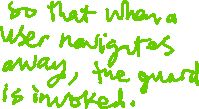 so that when a
user navigates
away, the guard
is invoked.